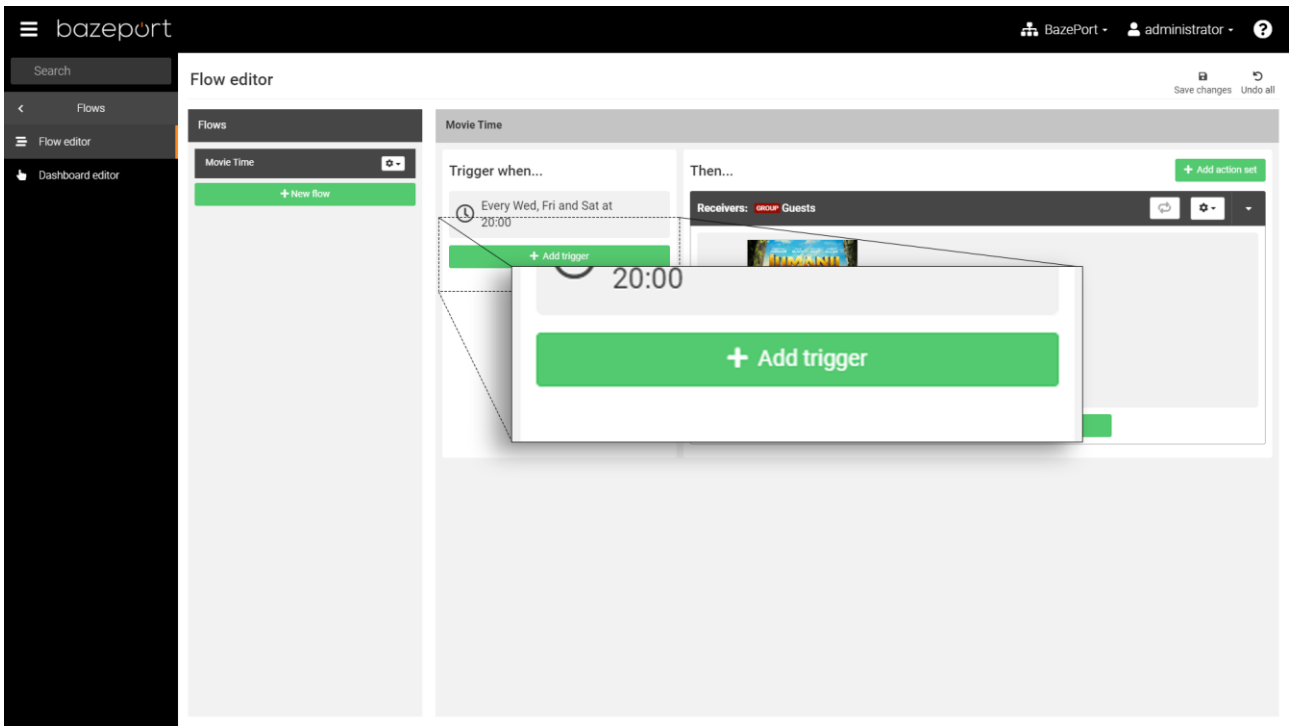 bazeport
BazePort
administrator
?
Search
Flow editor
Save changes
Undo all
Flows
Flow editor
Dashboard editor
Flows
Movie Time
+ New flow
Movie Time
Trigger when...
Every Wed, Fri and Sat at
20:00
+ Add trigger
Then...
+ Add action set
Receivers: GROUP Guests
JUMANJI
20:00
+ Add trigger